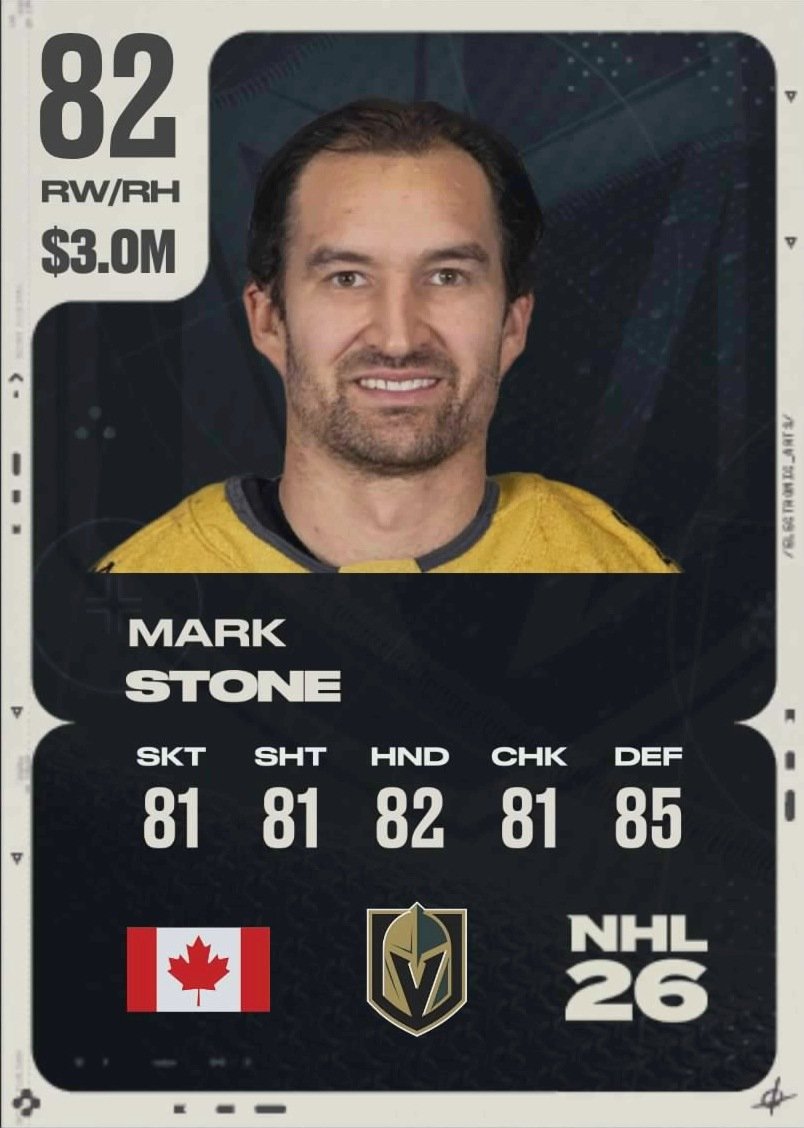 82
RW/RH
$3.0M
/ELECTRONIC_ARTS/
MARK
STONE
SKT SHT HND CHK DEF
81 81 82 81 85
NHL
26